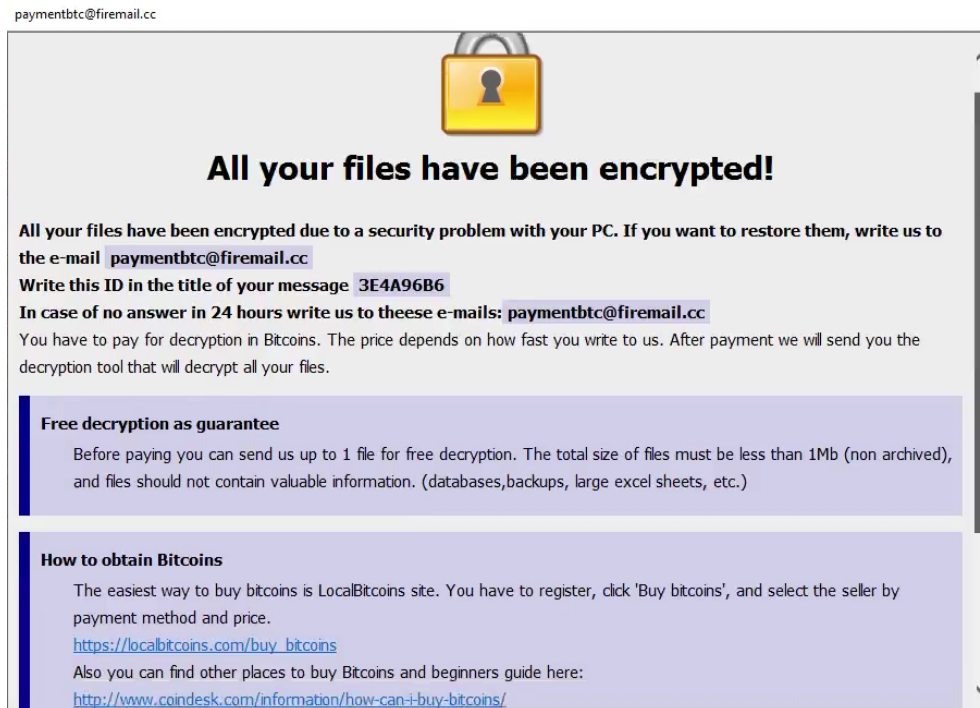 paymentbtc@firemail.cc
All your files have been encrypted!
All your files have been encrypted due to a security problem with your PC. If you want to restore them, write us to
the e-mail paymentbtc@firemail.cc
Write this ID in the title of your message 3E4A96B6
In case of no answer in 24 hours write us to theese e-mails: paymentbtc@firemail.cc
You have to pay for decryption in Bitcoins. The price depends on how fast you write to us. After payment we will send you the
decryption tool that will decrypt all your files.
Free decryption as guarantee
Before paying you can send us up to 1 file for free decryption. The total size of files must be less than 1Mb (non archived),
and files should not contain valuable information. (databases,backups, large excel sheets, etc.)
How to obtain Bitcoins
The easiest way to buy bitcoins is LocalBitcoins site. You have to register, click 'Buy bitcoins', and select the seller by
payment method and price.
https://localbitcoins.com/buy_bitcoins
Also you can find other places to buy Bitcoins and beginners guide here:
http://www.coindesk.com/information/how-can-i-buy-bitcoins/